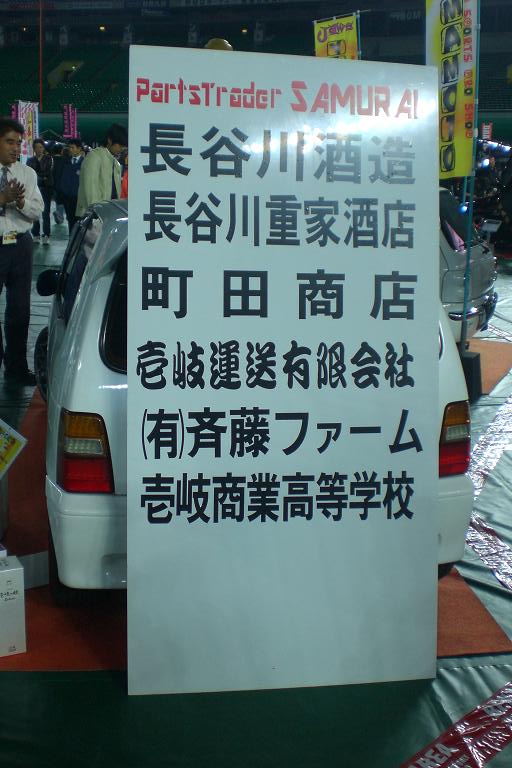 PartsTrader SAMURAI
長谷川酒造
長谷川重家酒店
町田商店
壱岐運送有限会社
(有)斉藤ファーム
壱岐商業高等学校